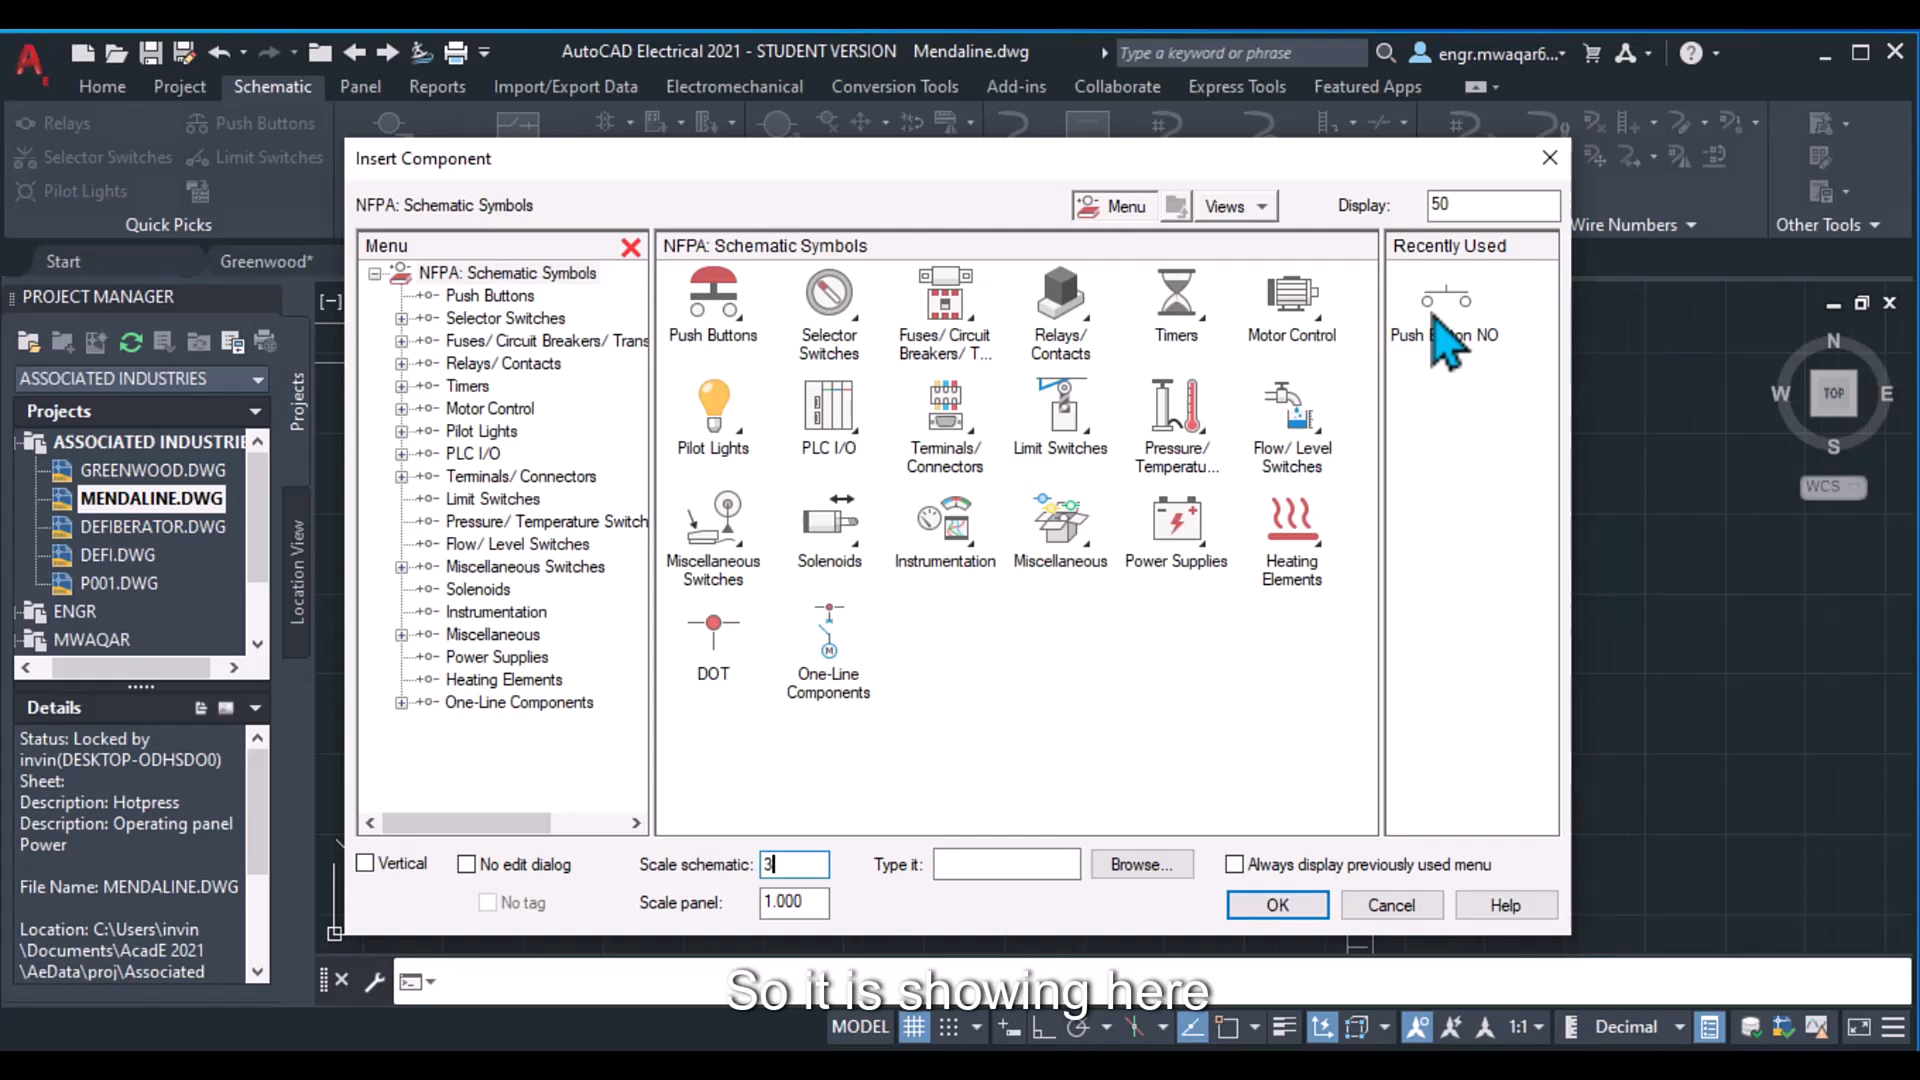 AutoCAD Electrical 2021 - STUDENT VERSION Mendaline.dwg
Type a keyword or phrase
engr.mwaqar6...
Home Project Schematic Panel Reports Import/Export Data Electromechanical Conversion Tools Add-ins Collaborate Express Tools Featured Apps
Relays Push Buttons
Selector Switches Limit Switches
Pilot Lights
Quick Picks
Wire Numbers
Other Tools
Start
Greenwood*
PROJECT MANAGER
ASSOCIATED INDUSTRIES
Projects
ASSOCIATED INDUSTRIE
GREENWOOD.DWG
MENDALINE.DWG
DEFIBERATOR.DWG
DEFI.DWG
P001.DWG
ENGR
MWAQAR
Projects
Location View
Details
Status: Locked by
invin(DESKTOP-ODHSDO0)
Sheet:
Description: Hotpress
Description: Operating panel
Power
File Name: MENDALINE.DWG
Location: C:\Users\invin
\Documents\AcadE 2021
\AeData\proj\Associated
[−]
Insert Component
NFPA: Schematic Symbols
Menu Views Display: 50
Menu
NFPA: Schematic Symbols
Push Buttons
Selector Switches
Fuses/ Circuit Breakers/ Trans
Relays/ Contacts
Timers
Motor Control
Pilot Lights
PLC I/O
Terminals/ Connectors
Limit Switches
Pressure/ Temperature Switch
Flow/ Level Switches
Miscellaneous Switches
Solenoids
Instrumentation
Miscellaneous
Power Supplies
Heating Elements
One-Line Components
NFPA: Schematic Symbols
Push Buttons
Selector
Switches
Fuses/ Circuit
Breakers/ T...
Relays/
Contacts
Timers
Motor Control
Pilot Lights
PLC I/O
Terminals/
Connectors
Limit Switches
Pressure/
Temperatu...
Flow/ Level
Switches
Miscellaneous
Switches
Solenoids
Instrumentation
Miscellaneous
Power Supplies
Heating
Elements
DOT
One-Line
Components
Recently Used
Push NO
Vertical
No edit dialog
No tag
Scale schematic: 3
Scale panel: 1.000
Type it:
Browse...
Always display previously used menu
OK Cancel Help
N
W TOP E
S
WCS
So it is showing here
MODEL
1:1
Decimal